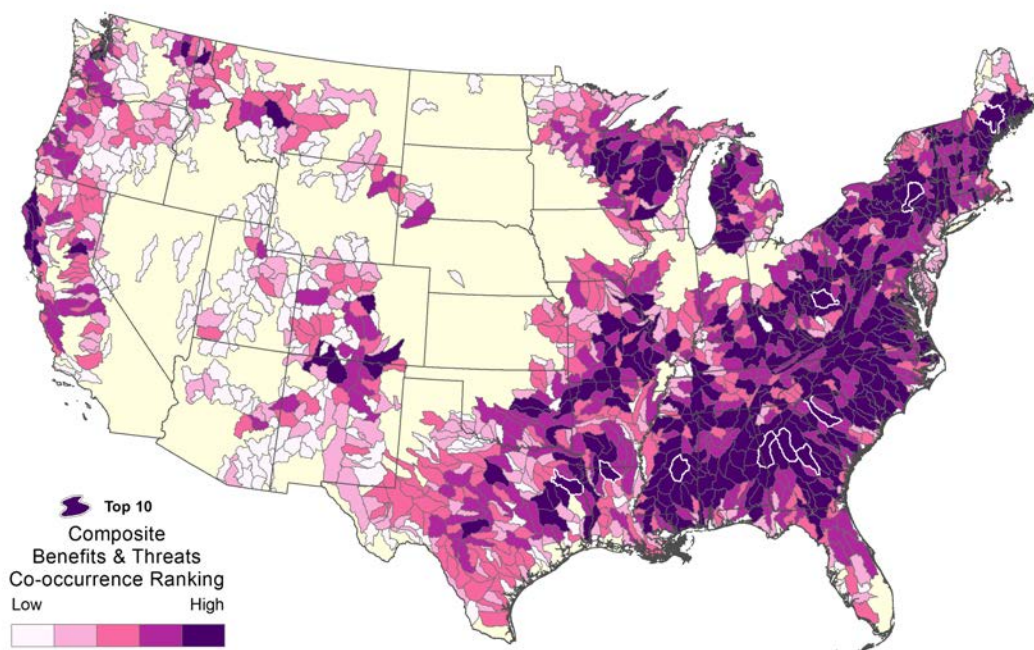 Top 10
Composite
Benefits & Threats
Co-occurrence Ranking
Low High